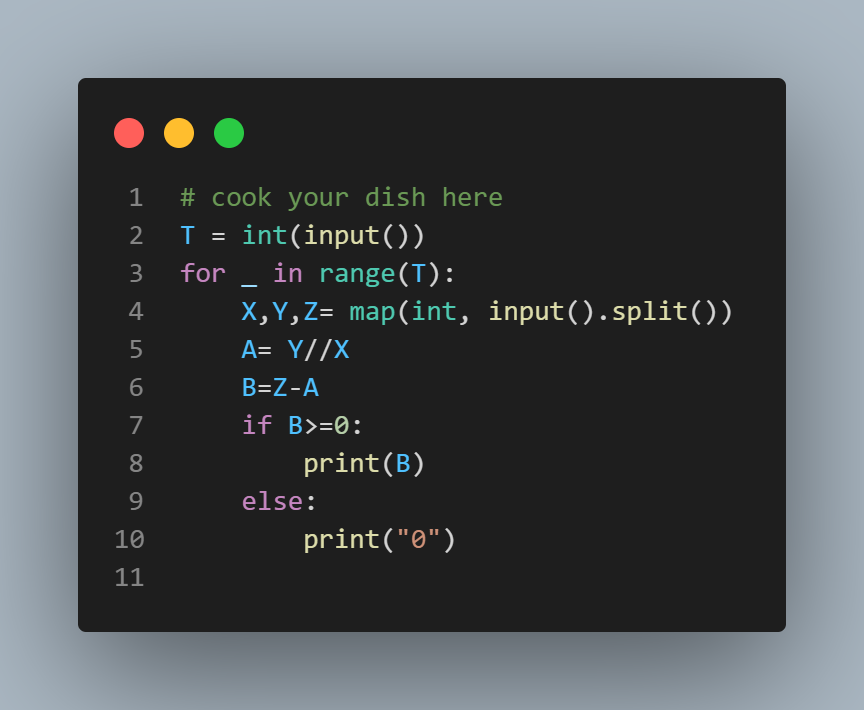 1 # cook your dish here
2 T = int(input())
3 for _ in range(T):
4     X,Y,Z= map(int, input().split())
5     A= Y//X
6     B=Z-A
7     if B>=0:
8         print(B)
9     else:
10         print("0")
11